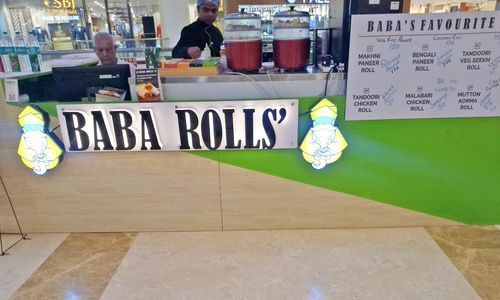 SBI
BABA'S FAVOURITE
MAKHNI
PANEER
ROLL
BENGALI
PANEER
ROLL
TANDOORI
VEG SEEKH
ROLL
TANDOORI
CHICKEN
ROLL
MALABARI
CHICKEN
ROLL
MUTTON
KORMA
ROLL
BABA ROLLS'